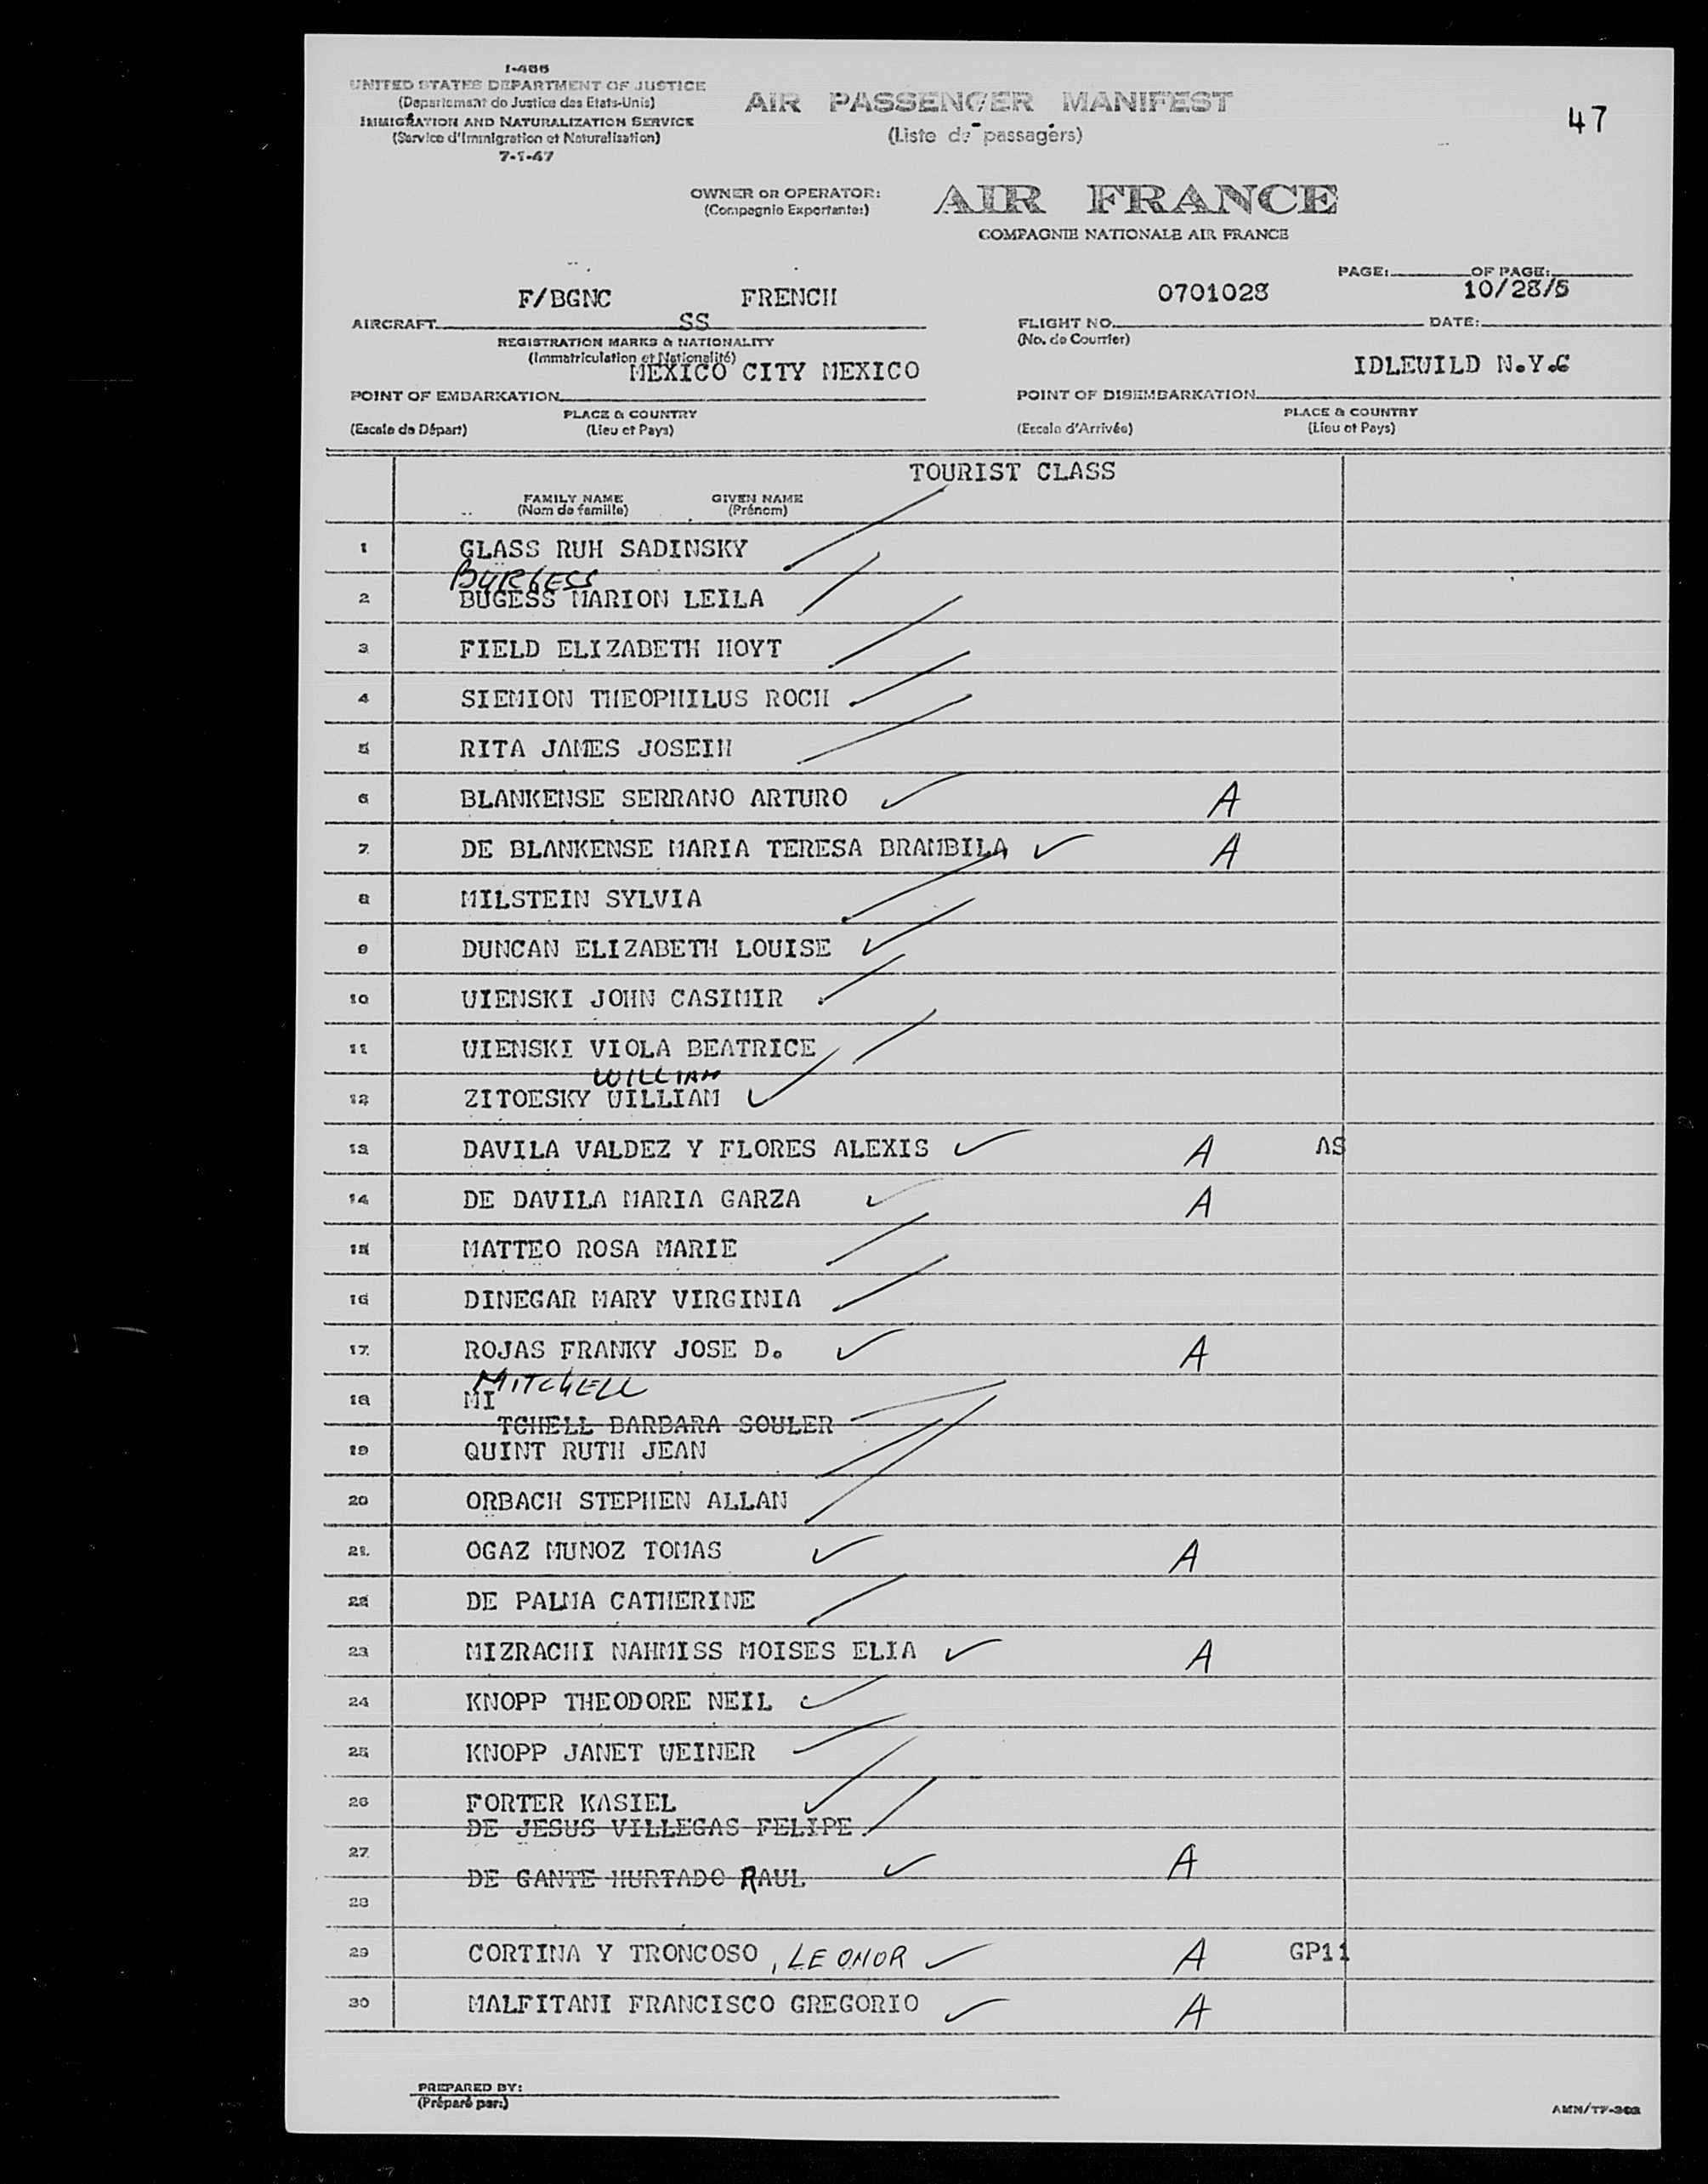 I-466
UNITED STATES DEPARTMENT OF JUSTICE
(Departement de Justice des Etats-Unis)
IMMIGRATION AND NATURALIZATION SERVICE
(Service d'Immigration et Naturalisation)
7-1-47
AIR PASSENGER MANIFEST
(Liste de passagers)
47
OWNER OR OPERATOR:
(Compagnie Exportante:)
AIR FRANCE
COMPAGNIE NATIONALE AIR FRANCE
PAGE: OF PAGE:
F/BGNC FRENCH 0701028 10/28/5
AIRCRAFT SS FLIGHT NO. DATE:
REGISTRATION MARKS & NATIONALITY (No. de Courrier)
(Immatriculation et Nationalité)
MEXICO CITY MEXICO IDLEWILD N.Y.C
POINT OF EMBARKATION POINT OF DISEMBARKATION
PLACE & COUNTRY PLACE & COUNTRY
(Escale de Départ) (Lieu et Pays) (Escale d'Arrivée) (Lieu et Pays)
TOURIST CLASS
FAMILY NAME GIVEN NAME
(Nom de famille) (Prénom)
1 GLASS RUH SADINSKY
BURGESS
2 BUGESS MARION LEILA
3 FIELD ELIZABETH HOYT
4 SIEMION THEOPHILUS ROCH
5 RITA JAMES JOSEIH
6 BLANKENSE SERRANO ARTURO A
7 DE BLANKENSE MARIA TERESA BRAMBILA A
8 MILSTEIN SYLVIA
9 DUNCAN ELIZABETH LOUISE
10 WIENSKI JOHN CASIMIR
11 WIENSKI VIOLA BEATRICE
WILLIAM
12 ZITOESKY WILLIAM
13 DAVILA VALDEZ Y FLORES ALEXIS A AS
14 DE DAVILA MARIA GARZA A
15 MATTEO ROSA MARIE
16 DINEGAR MARY VIRGINIA
17 ROJAS FRANKY JOSE D. A
MITCHELL
18 MI
TCHELL BARBARA SOULER
19 QUINT RUTH JEAN
20 ORBACH STEPHEN ALLAN
21 OGAZ MUNOZ TOMAS A
22 DE PALMA CATHERINE
23 MIZRACHI NAHMISS MOISES ELIA A
24 KNOPP THEODORE NEIL
25 KNOPP JANET WEINER
26 FORTER KASIEL
DE JESUS VILLEGAS FELIPE
27
DE GANTE HURTADO RAUL A
28
29 CORTINA Y TRONCOSO , LEONOR A GP11
30 MALFITANI FRANCISCO GREGORIO A
PREPARED BY:
(Préparé par:)
AMN/TF-302